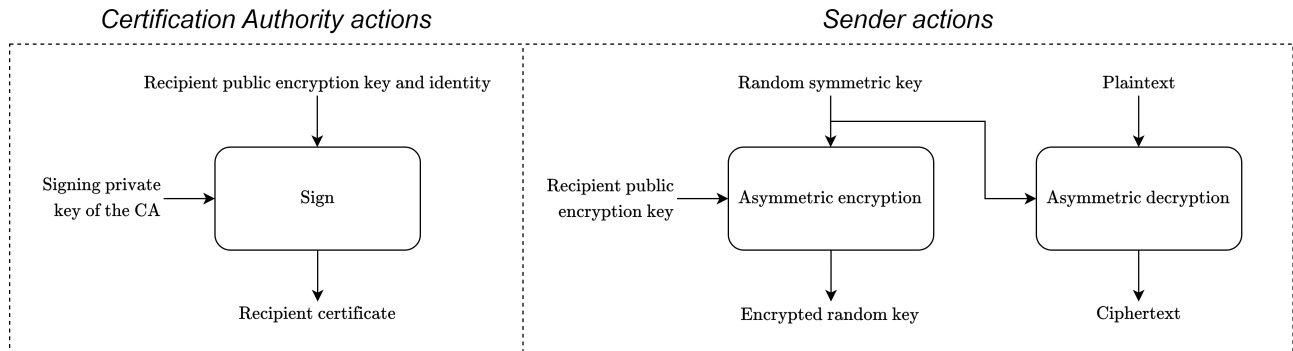 Certification Authority actions
Sender actions
Recipient public encryption key and identity
Random symmetric key
Plaintext
Signing private
key of the CA
Sign
Recipient public
encryption key
Asymmetric encryption
Asymmetric decryption
Recipient certificate
Encrypted random key
Ciphertext